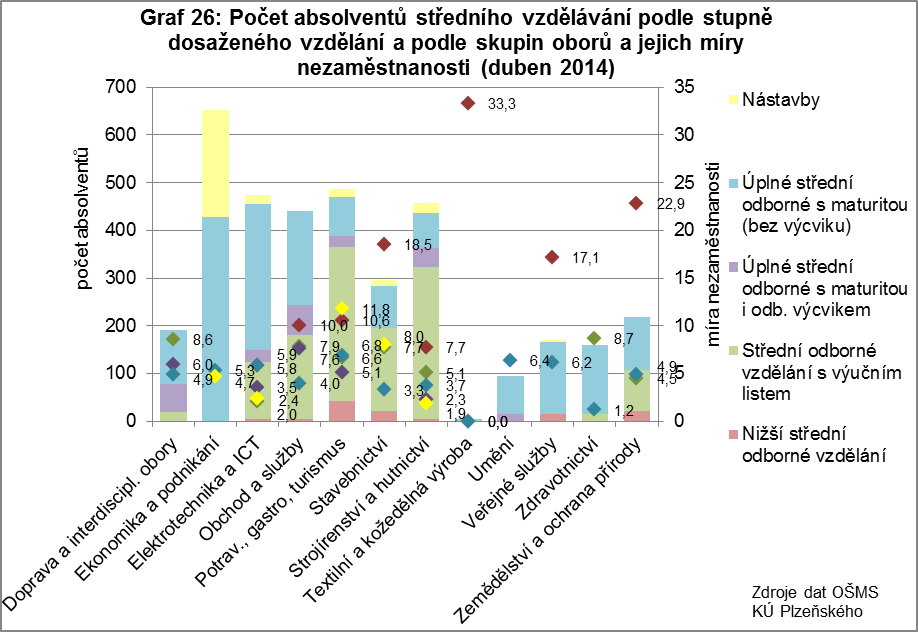 Graf 26: Počet absolventů středního vzdělávání podle stupně
dosaženého vzdělání a podle skupin oborů a jejich míry
nezaměstnanosti (duben 2014)
700
600
500
400
300
200
100
0
počet absolventů
35
30
25
20
15
10
5
0
míra nezaměstnanosti
8,6
6,0
4,9
5,3
4,7
5,9
5,8
3,5
2,4
2,0
10,0
7,9
7,6
4,0
11,8
10,6
6,8
6,6
5,1
18,5
8,0
7,7
3,3
7,7
5,1
3,7
2,3
1,9
33,3
0,0
6,4
17,1
6,2
8,7
1,2
22,9
4,9
4,5
Doprava a interdiscipl. obory
Ekonomika a podnikání
Elektrotechnika a ICT
Obchod a služby
Potrav., gastro, turismus
Stavebnictví
Strojírenství a hutnictví
Textilní a kožedělná výroba
Umění
Veřejné služby
Zdravotnictví
Zemědělství a ochrana přírody
Nástavby
Úplné střední
odborné s maturitou
(bez výcviku)
Úplné střední
odborné s maturitou
i odb. výcvikem
Střední odborné
vzdělání s výučním
listem
Nižší střední
odborné vzdělání
Zdroje dat OŠMS
KÚ Plzeňského